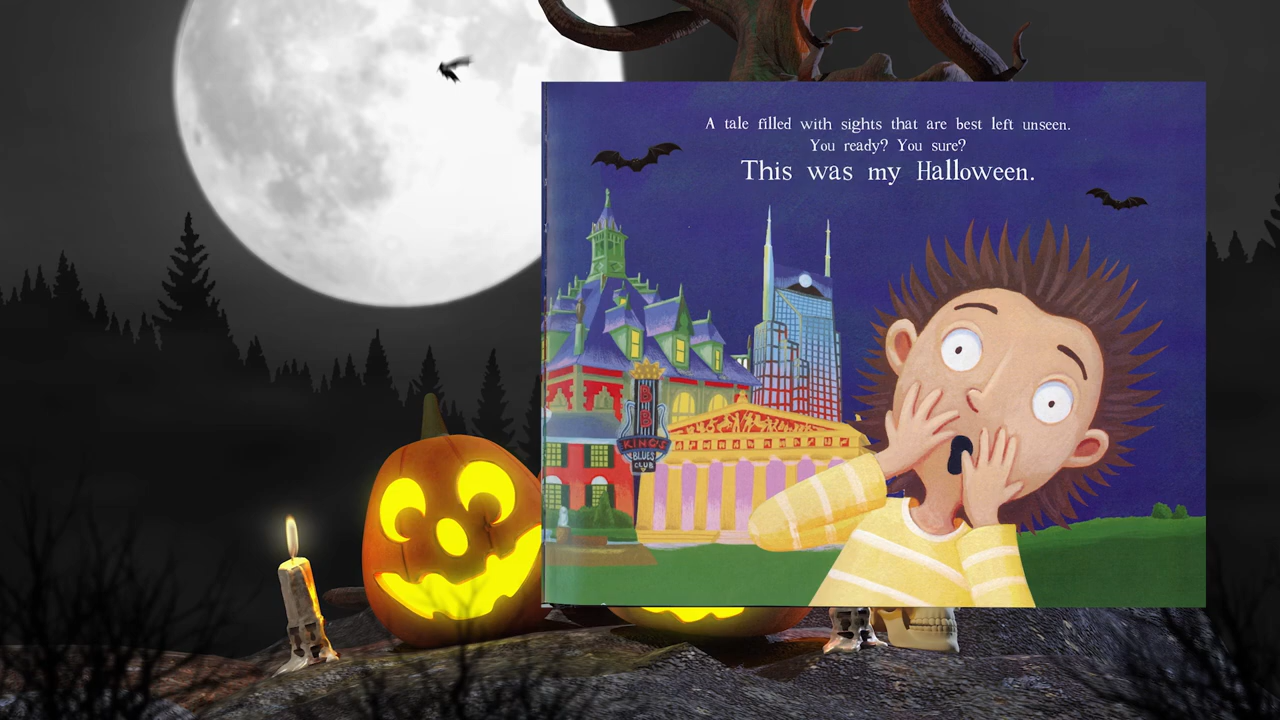 A tale filled with sights that are best left unseen.
You ready? You sure?
This was my Halloween.
B
B
KING'S
BLUES
CLUB